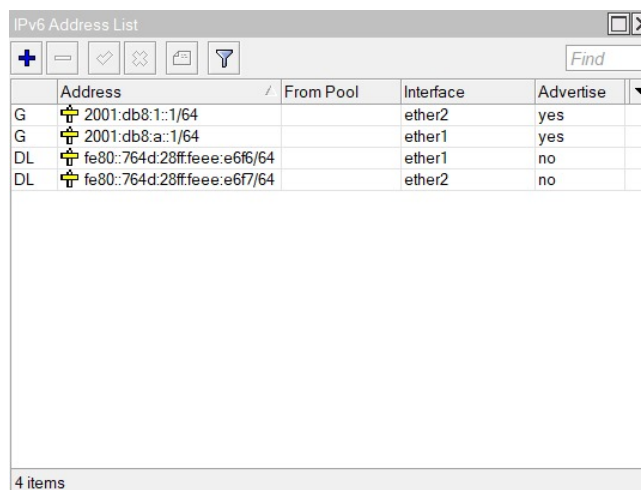 IPv6 Address List
Find
Address From Pool Interface Advertise
G 2001:db8:1::1/64 ether2 yes
G 2001:db8:a::1/64 ether1 yes
DL fe80::764d:28ff:feee:e6f6/64 ether1 no
DL fe80::764d:28ff:feee:e6f7/64 ether2 no
4 items